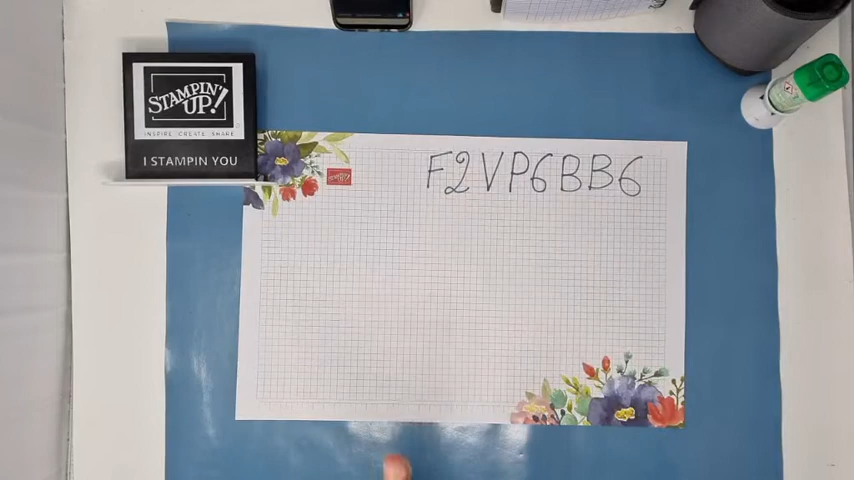 STAMPIN' UP!
INSPIRE. CREATE. SHARE.
I STAMPIN YOU
F2VP6BB6